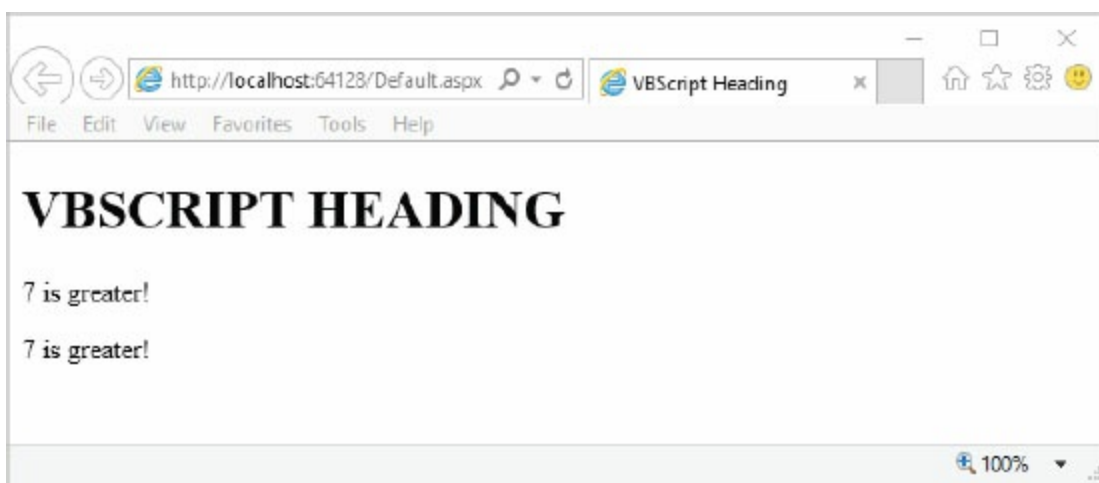 http://localhost:64128/Default.aspx
VBScript Heading
File Edit View Favorites Tools Help
VBSCRIPT HEADING
7 is greater!
7 is greater!
100%